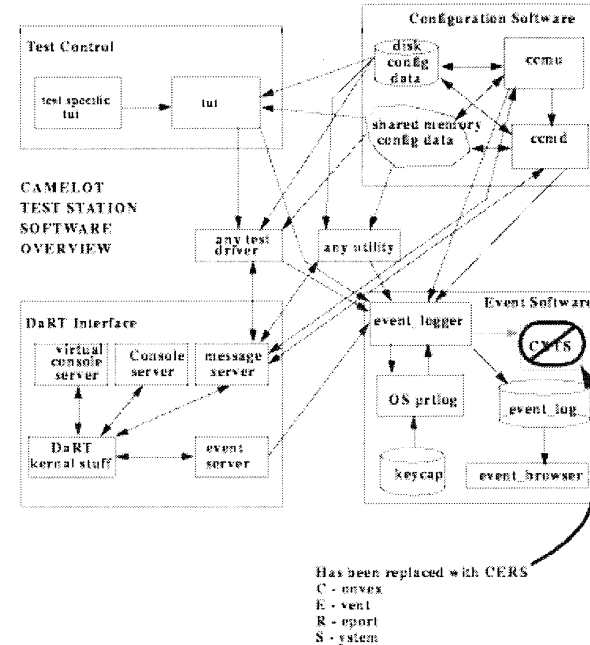 Configuration Software
Test Control
disk
config
data
ccmu
test specific
tui
tui
shared memory
config data
ccmd
CAMELOT
TEST STATION
SOFTWARE
OVERVIEW
any test
driver
any utility
DaRT Interface
Event Software
virtual
console
server
Console
server
message
server
event_logger
OS prtlog
event_log
DaRT
kernal stuff
event
server
keycap
event_browser
Has been replaced with CERS
C - onvex
E - vent
R - eport
S - ystem